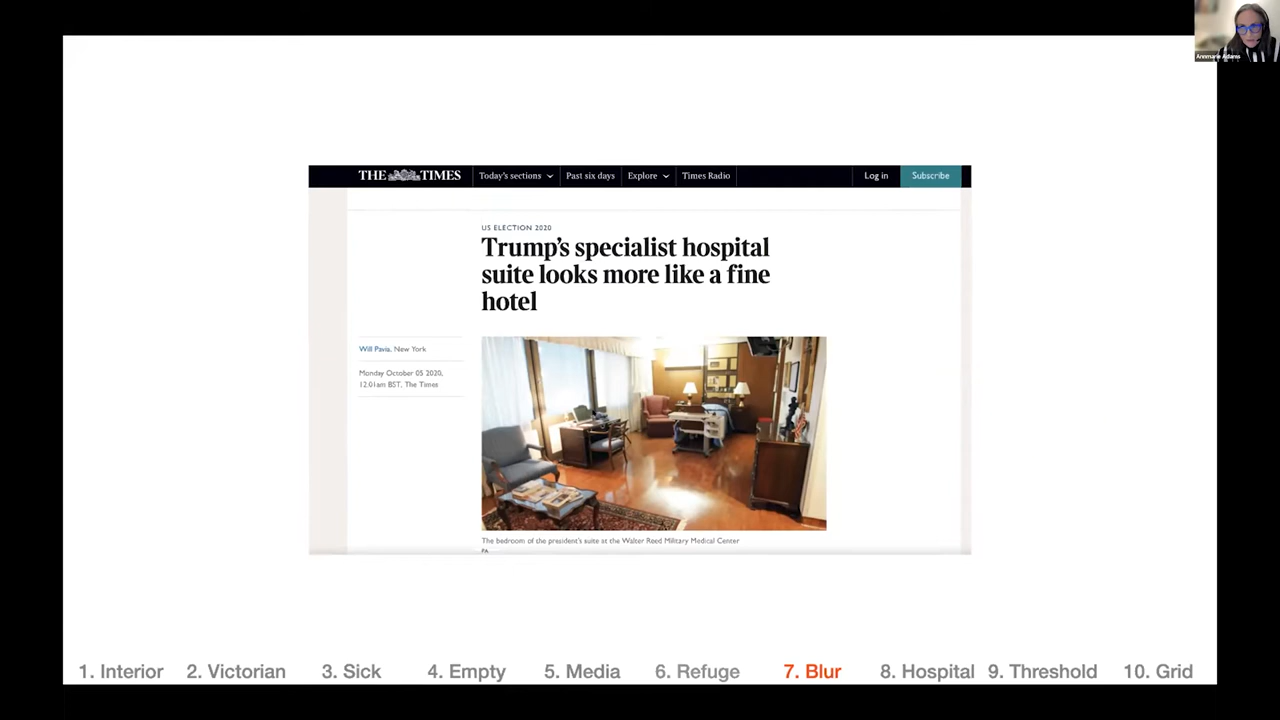 Annmarie Adams
THE TIMES
Today's sections
Past six days
Explore
Times Radio
Log in
Subscribe
US ELECTION 2020
Trump's specialist hospital
suite looks more like a fine
hotel
Will Pavia, New York
Monday October 05 2020,
12.01am BST, The Times
The bedroom of the president's suite at the Walter Reed Military Medical Center
PA
1. Interior
2. Victorian
3. Sick
4. Empty
5. Media
6. Refuge
7. Blur
8. Hospital
9. Threshold
10. Grid